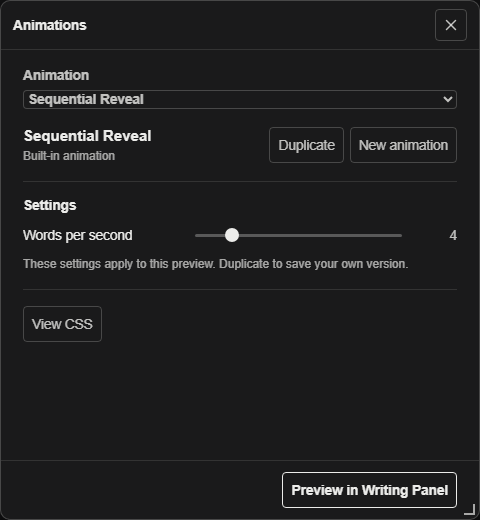 Animations
Animation
Sequential Reveal
Sequential Reveal
Built-in animation
Duplicate
New animation
Settings
Words per second
4
These settings apply to this preview. Duplicate to save your own version.
View CSS
Preview in Writing Panel